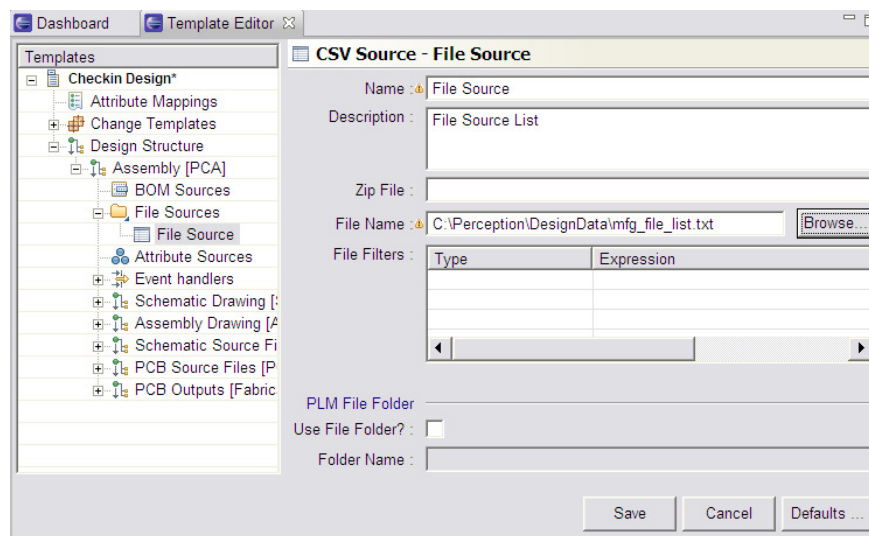 Dashboard
Template Editor
Templates
Checkin Design*
Attribute Mappings
Change Templates
Design Structure
Assembly [PCA]
BOM Sources
File Sources
File Source
Attribute Sources
Event handlers
Schematic Drawing [
Assembly Drawing [A
Schematic Source Fi
PCB Source Files [P
PCB Outputs [Fabric
CSV Source - File Source
Name : File Source
Description : File Source List
Zip File :
File Name : C:\Perception\DesignData\mfg_file_list.txt Browse...
File Filters : Type Expression
PLM File Folder
Use File Folder? :
Folder Name :
Save Cancel Defaults ...